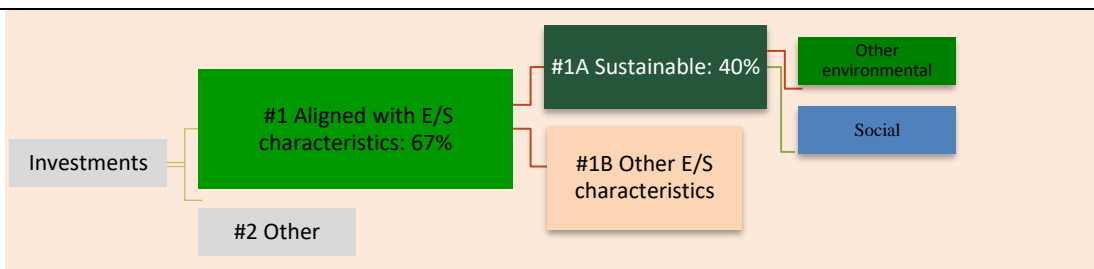 Investments
#1 Aligned with E/S
characteristics: 67%
#2 Other
#1A Sustainable: 40%
#1B Other E/S
characteristics
Other
environmental
Social